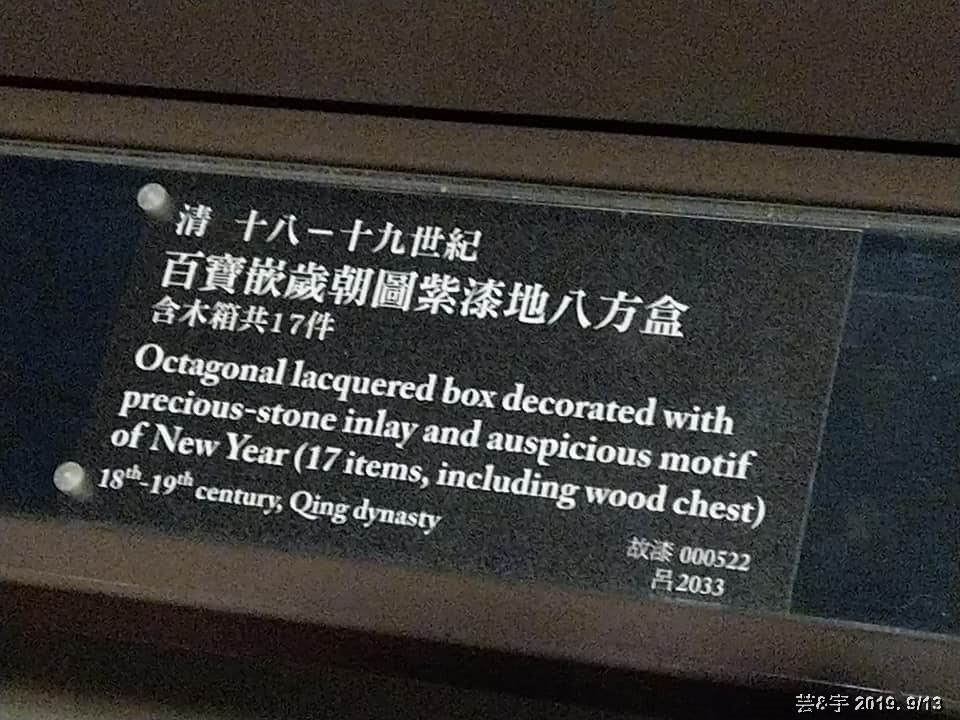 清 十八－十九世紀
百寶嵌歲朝圖紫漆地八方盒
含木箱共17件
Octagonal lacquered box decorated with
precious-stone inlay and auspicious motif
of New Year (17 items, including wood chest)
18th-19th century, Qing dynasty
故漆 000522
呂2033
芸&宇 2019. 9/13